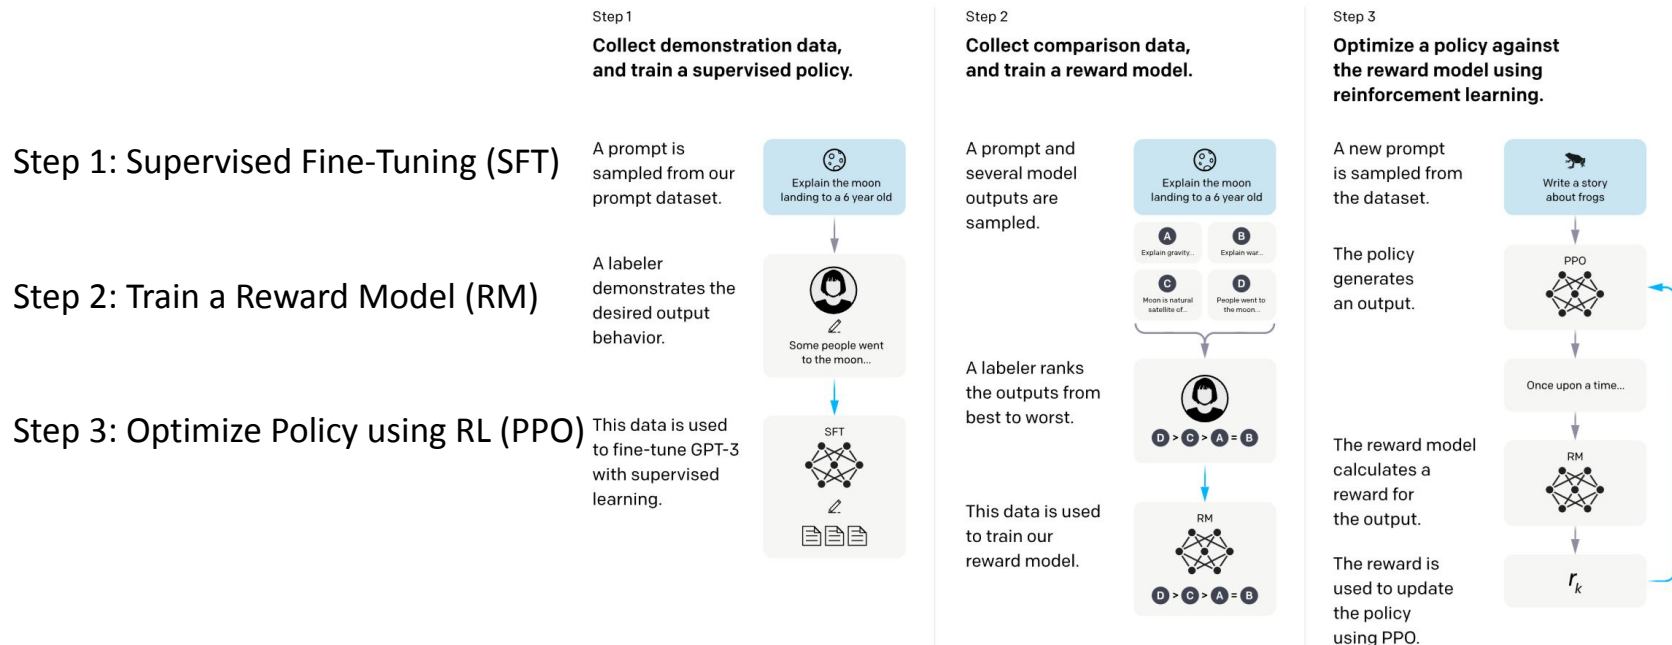 Step 1: Supervised Fine-Tuning (SFT)
Step 2: Train a Reward Model (RM)
Step 3: Optimize Policy using RL (PPO)
Step 1
Collect demonstration data,
and train a supervised policy.
A prompt is
sampled from our
prompt dataset.
Explain the moon
landing to a 6 year old
A labeler
demonstrates the
desired output
behavior.
Some people went
to the moon...
This data is used
to fine-tune GPT-3
with supervised
learning.
SFT
Step 2
Collect comparison data,
and train a reward model.
A prompt and
several model
outputs are
sampled.
Explain the moon
landing to a 6 year old
A
Explain gravity...
B
Explain war...
C
Moon is natural
satellite of...
D
People went to
the moon...
A labeler ranks
the outputs from
best to worst.
D > C > A = B
This data is used
to train our
reward model.
RM
D > C > A = B
Step 3
Optimize a policy against
the reward model using
reinforcement learning.
A new prompt
is sampled from
the dataset.
Write a story
about frogs
The policy
generates
an output.
PPO
Once upon a time...
The reward model
calculates a
reward for
the output.
RM
The reward is
used to update
the policy
using PPO.
r_k